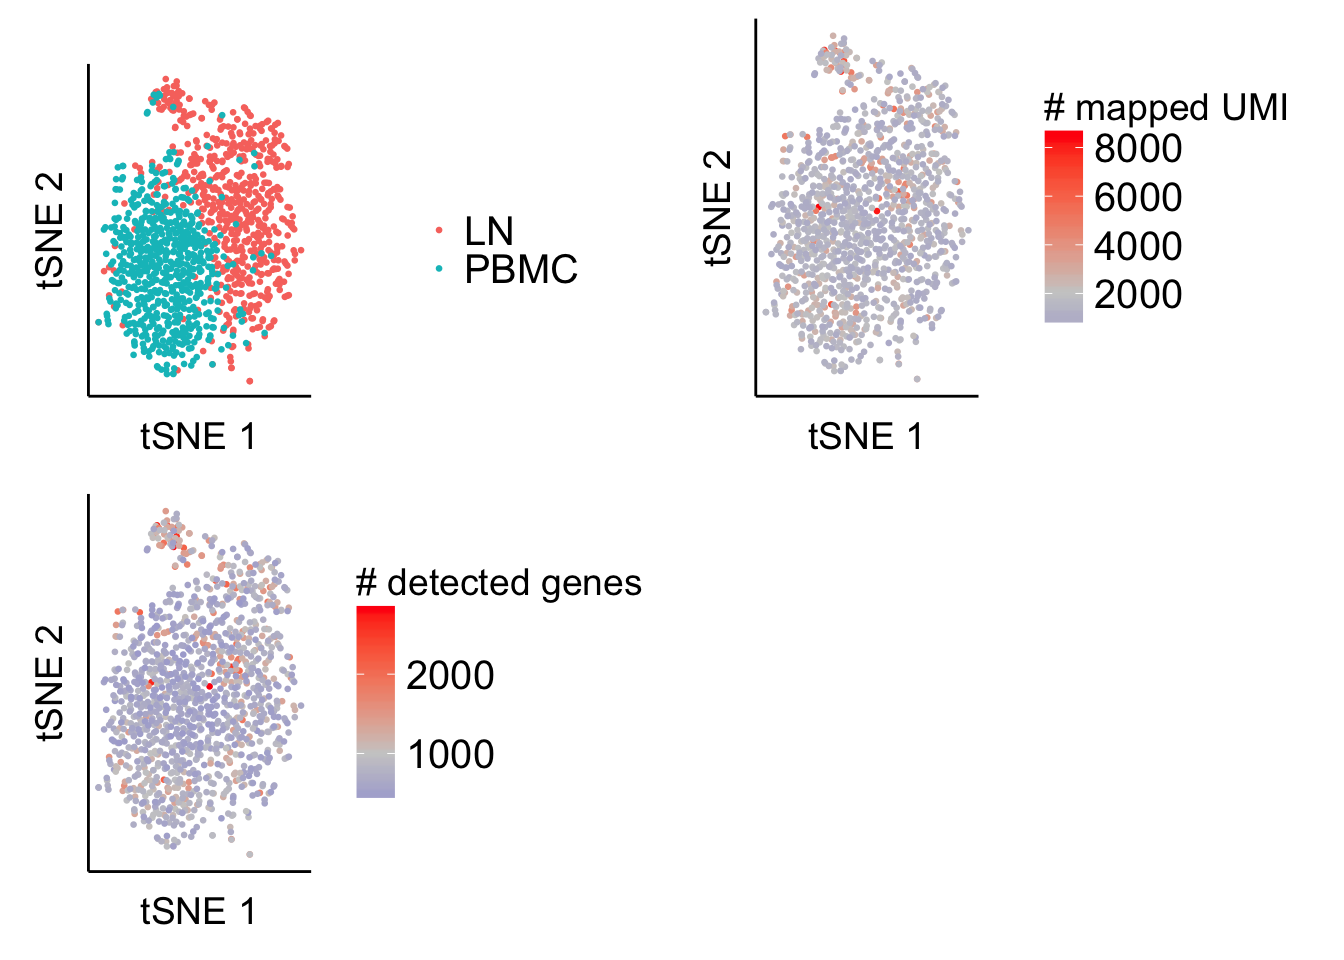 tSNE 2
LN
PBMC
tSNE 1
tSNE 2
# mapped UMI
8000
6000
4000
2000
tSNE 1
tSNE 2
# detected genes
2000
1000
tSNE 1